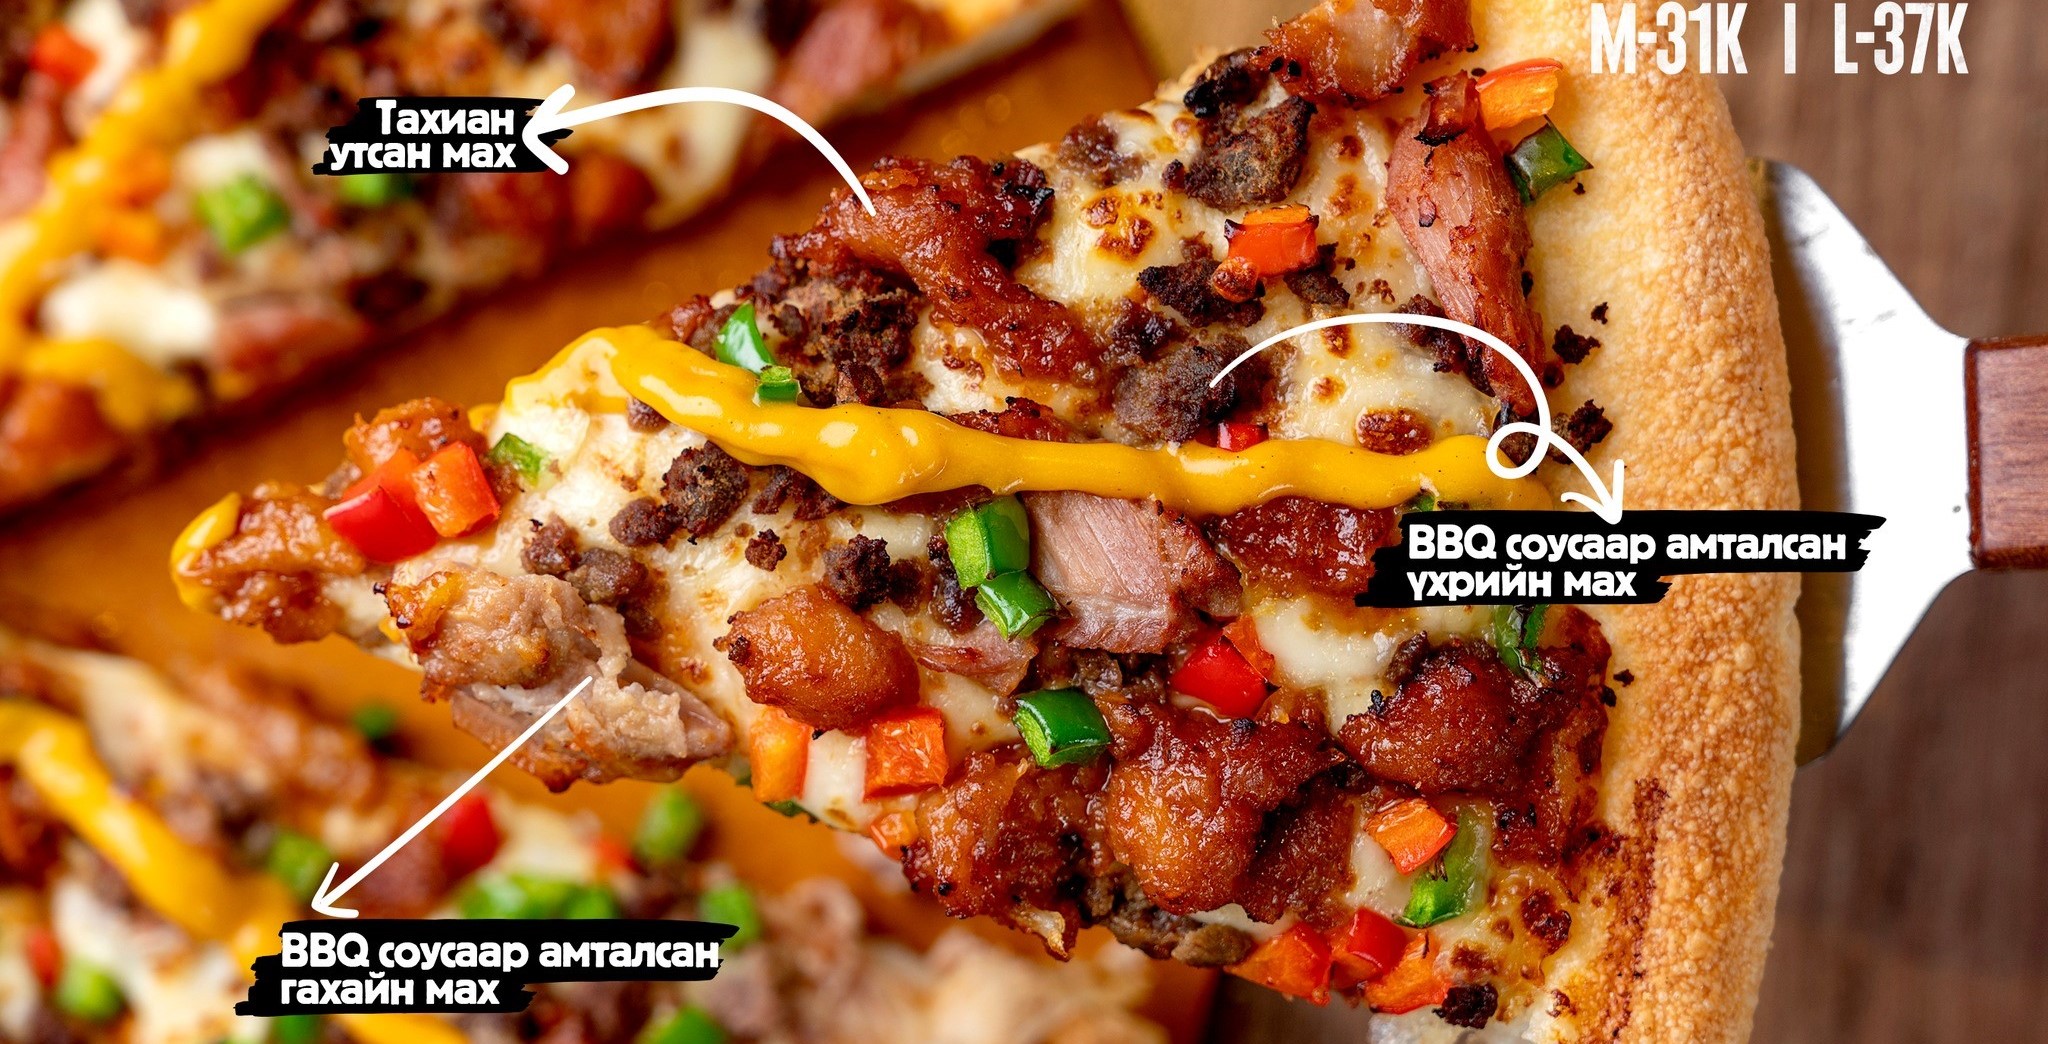 M-31K | L-37K
Тахиан
утсан мах
BBQ соусаар амталсан
үхрийн мах
BBQ соусаар амталсан
гахайн мах